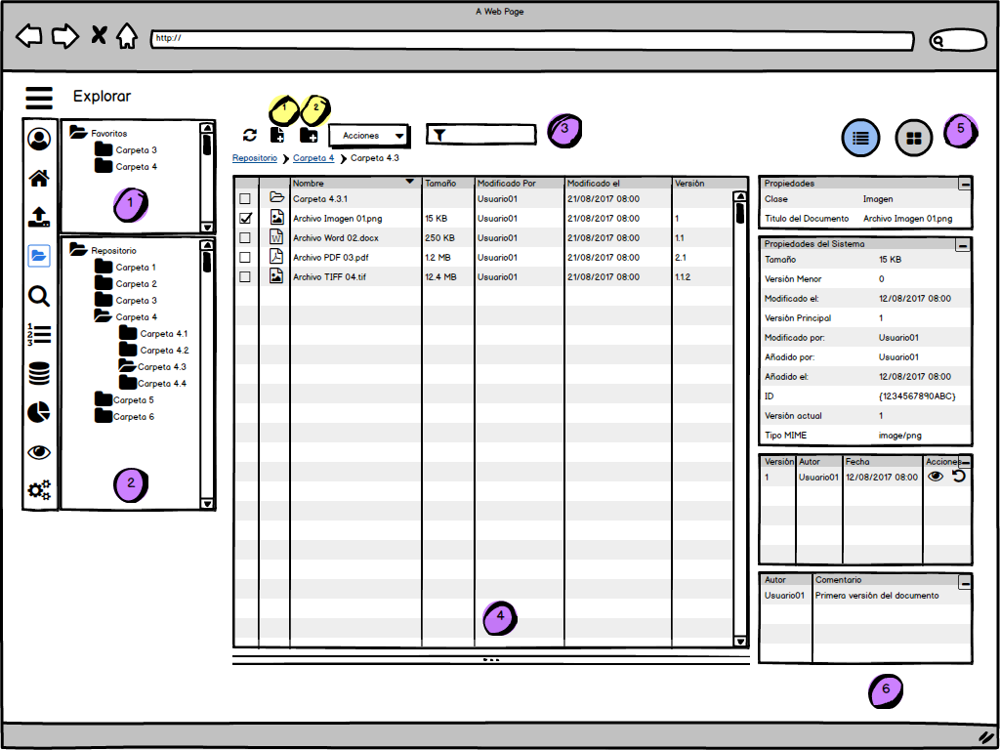 A Web Page
http://
Explorar
1 2
Acciones
3
5
Repositorio Carpeta 4 Carpeta 4.3
Favoritos
Carpeta 3
Carpeta 4
1
Repositorio
Carpeta 1
Carpeta 2
Carpeta 3
Carpeta 4
Carpeta 4.1
Carpeta 4.2
Carpeta 4.3
Carpeta 4.4
Carpeta 5
Carpeta 6
2
1
2
3
Nombre Tamaño Modificado Por Modificado el Versión
Carpeta 4.3.1 Usuario01 21/08/2017 08:00
Archivo Imagen 01.png 15 KB Usuario01 21/08/2017 08:00 1
W Archivo Word 02.docx 250 KB Usuario01 21/08/2017 08:00 1.1
Archivo PDF 03.pdf 1.2 MB Usuario01 21/08/2017 08:00 2.1
Archivo TIFF 04.tif 12.4 MB Usuario01 21/08/2017 08:00 1.1.2
4
Propiedades
Clase Imagen
Titulo del Documento Archivo Imagen 01.png
Propiedades del Sistema
Tamaño 15 KB
Versión Menor 0
Modificado el: 12/08/2017 08:00
Versión Principal 1
Modificado por: Usuario01
Añadido por: Usuario01
Añadido el: 12/08/2017 08:00
ID {1234567890ABC}
Versión actual 1
Tipo MIME image/png
Versión Autor Fecha Acciones
1 Usuario01 12/08/2017 08:00
Autor Comentario
Usuario01 Primera versión del documento
6